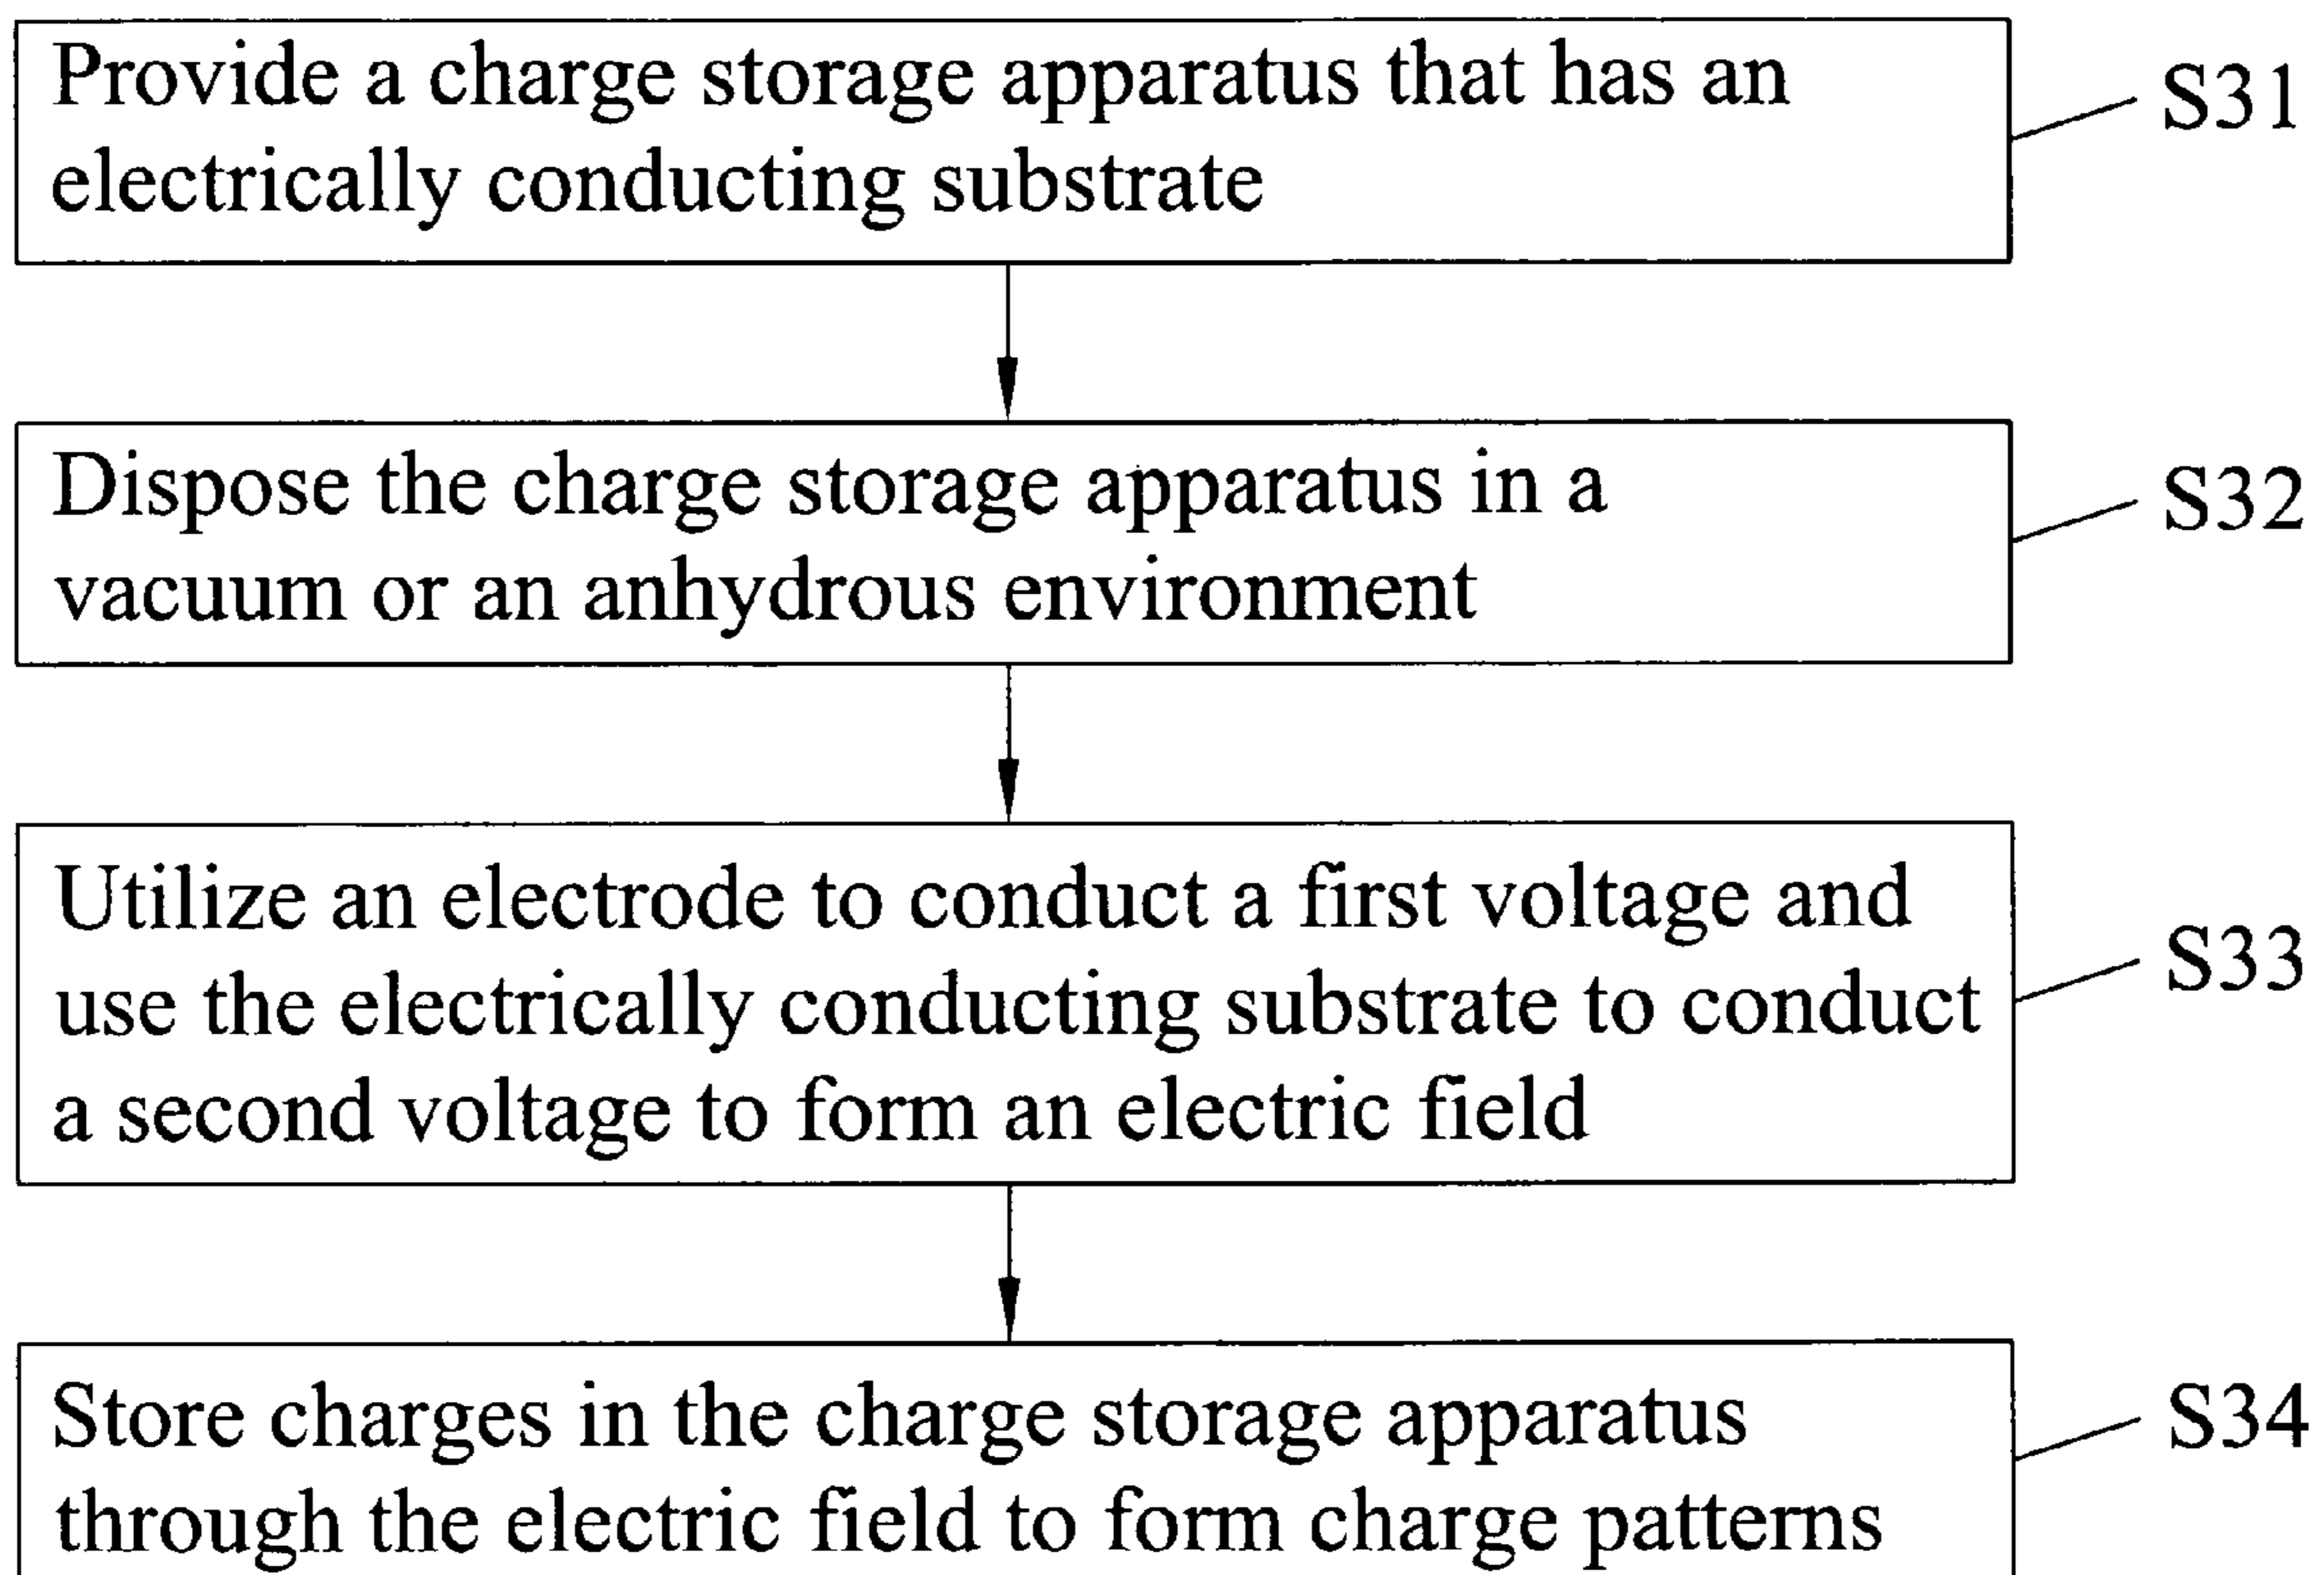 Provide a charge storage apparatus that has an
electrically conducting substrate
S31
Dispose the charge storage apparatus in a
vacuum or an anhydrous environment
S32
Utilize an electrode to conduct a first voltage and
use the electrically conducting substrate to conduct
a second voltage to form an electric field
S33
Store charges in the charge storage apparatus
through the electric field to form charge patterns
S34